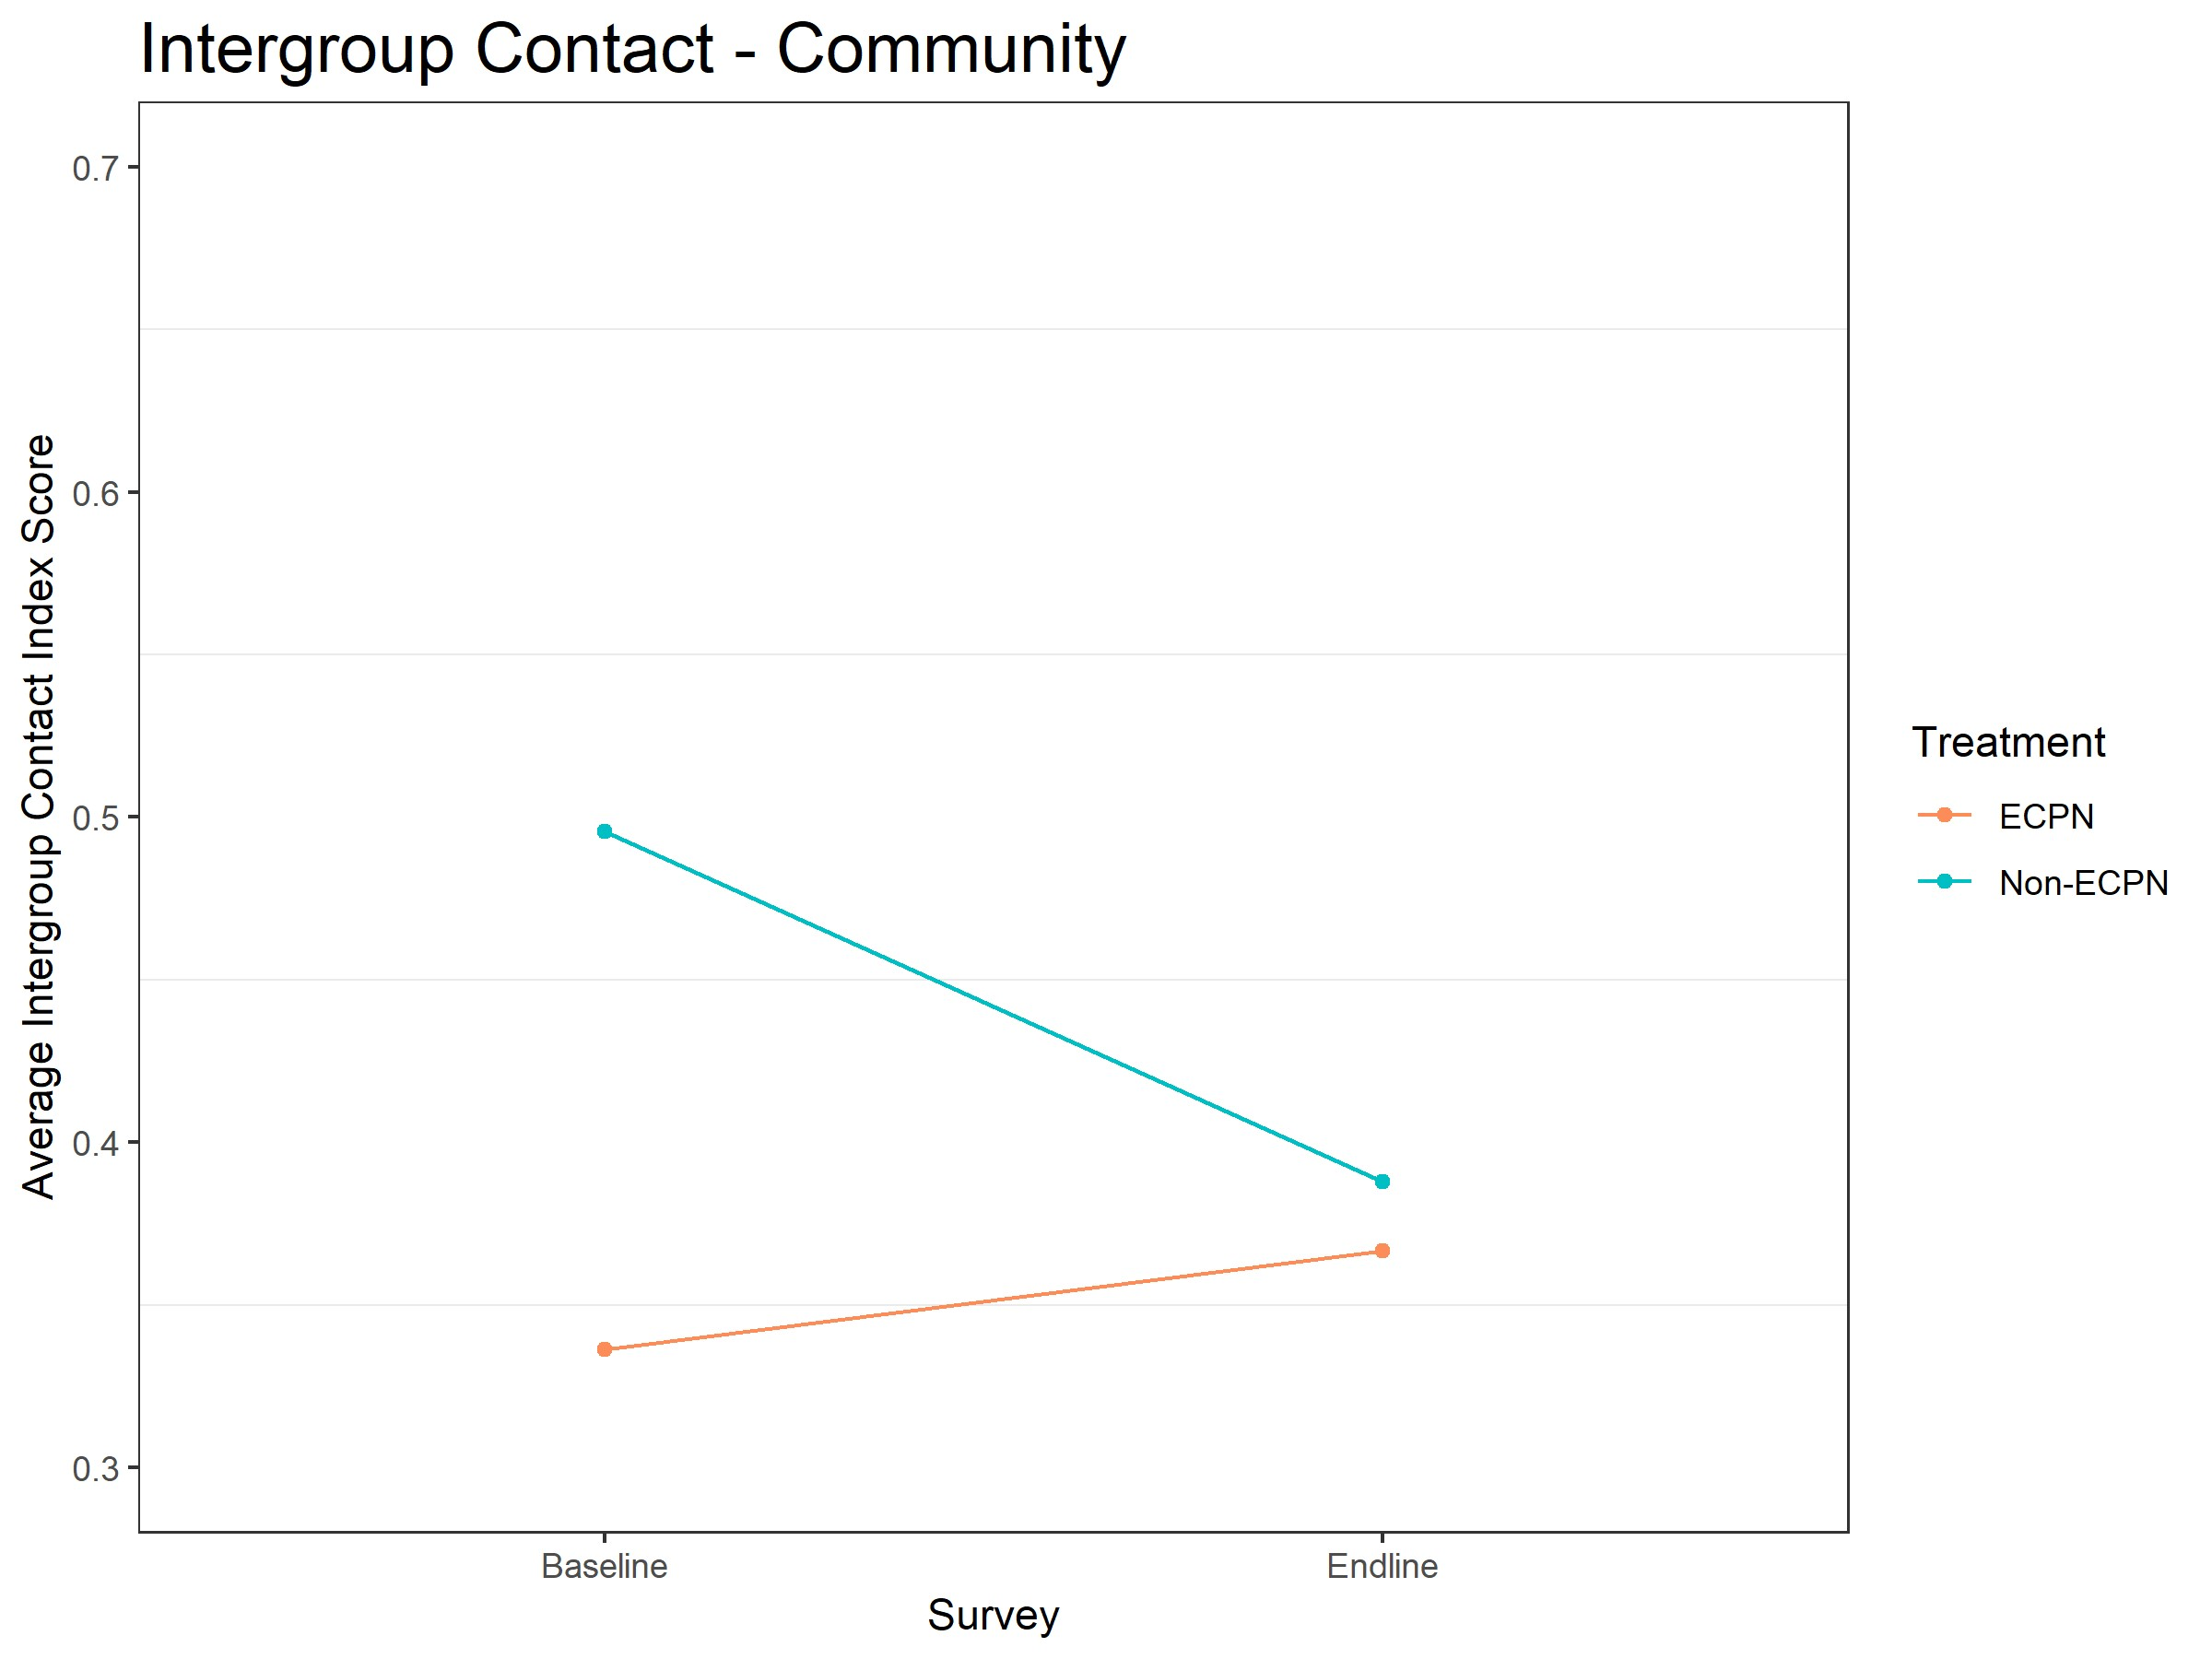 Intergroup Contact - Community
Average Intergroup Contact Index Score
0.7
0.6
0.5
0.4
0.3
Baseline
Endline
Survey
Treatment
ECPN
Non-ECPN